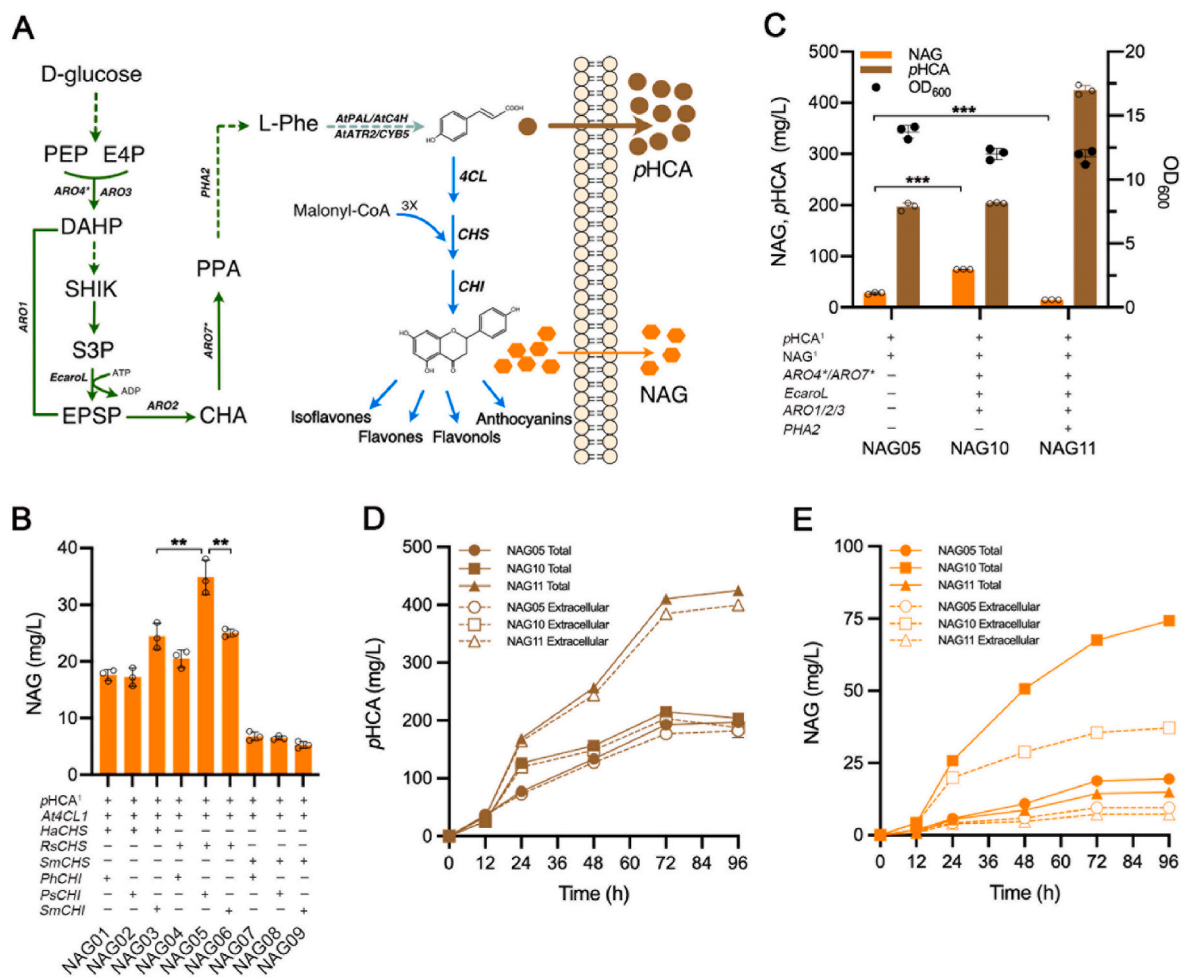 A
D-glucose
PEP E4P
ARO4* ARO3
DAHP
ARO1
SHIK
S3P
EcaroL
ATP
ADP
EPSP
ARO2
CHA
ARO7*
PPA
PHA2
L-Phe
AtPAL/AtC4H
AtATR2/CYB5
COOH
HO
pHCA
4CL
Malonyl-CoA 3X
CHS
CHI
OH
HO O
OH O
NAG
Isoflavones
Flavones
Flavonols
Anthocyanins
C
NAG
pHCA
OD600
NAG, pHCA (mg/L)
500
400
300
200
100
0
***
***
20
15
10
5
0
OD600
pHCA¹ + + +
NAG¹ + + +
ARO4*/ARO7* – + +
EcaroL – + +
ARO1/2/3 – + +
PHA2 – – +
NAG05 NAG10 NAG11
B
NAG (mg/L)
40
30
20
10
0
** **
pHCA¹ + + + + + + + + +
At4CL1 + + + + + + + + +
HaCHS + + + – – – – – –
RsCHS – – – + + + – – –
SmCHS – – – – – – + + +
PhCHI + – – + – – + – –
PsCHI – + – – + – – + –
SmCHI – – + – – + – – +
NAG01 NAG02 NAG03 NAG04 NAG05 NAG06 NAG07 NAG08 NAG09
D
pHCA (mg/L)
500
400
300
200
100
0
NAG05 Total
NAG10 Total
NAG11 Total
NAG05 Extracellular
NAG10 Extracellular
NAG11 Extracellular
0 12 24 36 48 60 72 84 96
Time (h)
E
NAG (mg/L)
100
75
50
25
0
NAG05 Total
NAG10 Total
NAG11 Total
NAG05 Extracellular
NAG10 Extracellular
NAG11 Extracellular
0 12 24 36 48 60 72 84 96
Time (h)